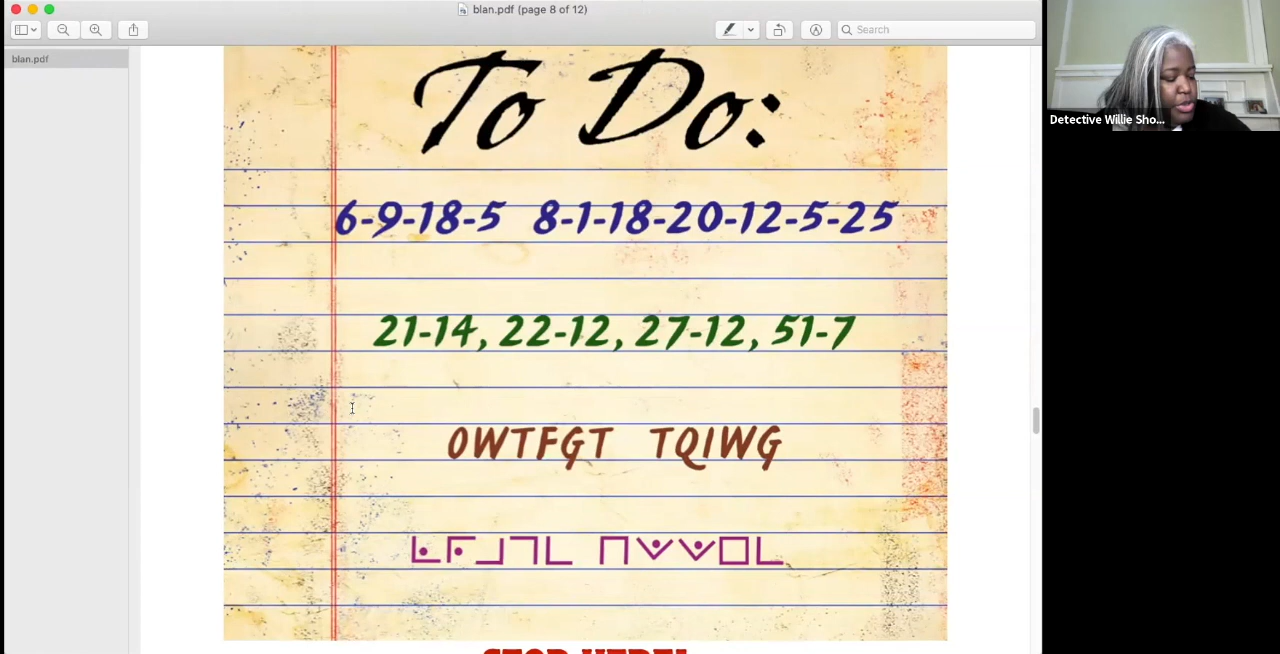 blan.pdf (page 8 of 12)
Search
blan.pdf
Detective Willie Sho...
To Do:
6-9-18-5 8-1-18-20-12-5-25
21-14, 22-12, 27-12, 51-7
OWTFGT TQIWG